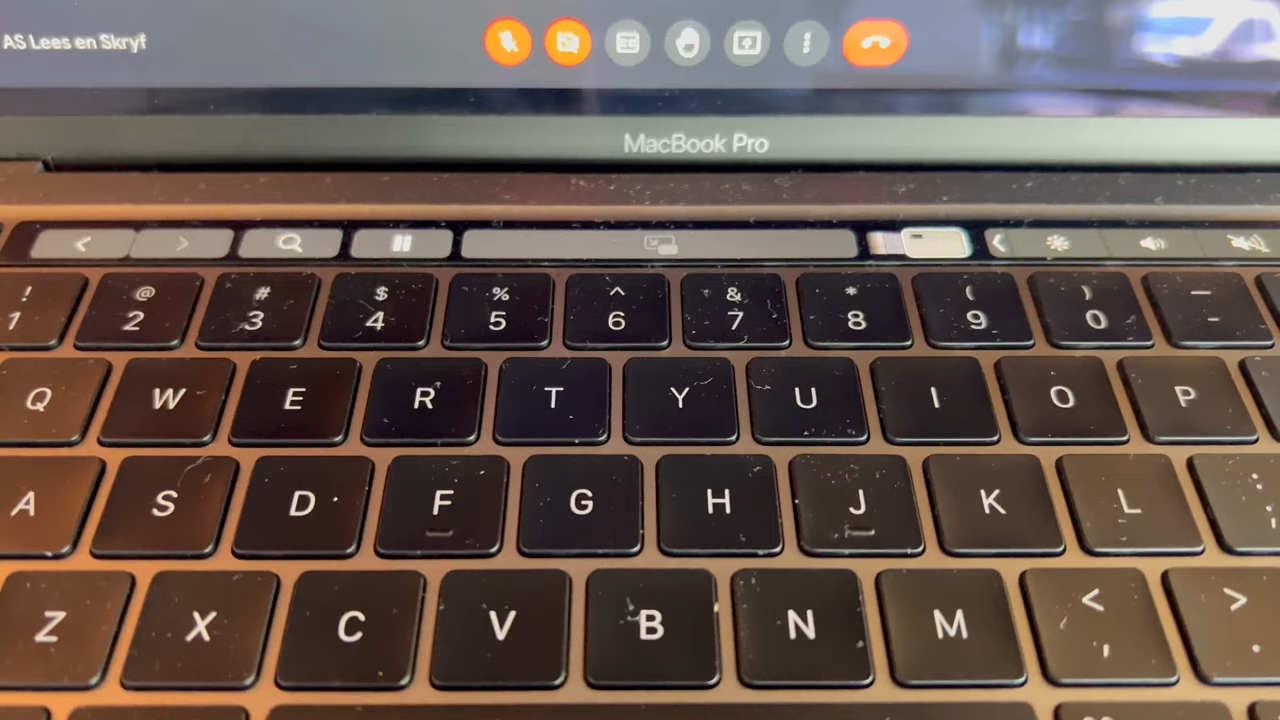 AS Lees en Skryf
MacBook Pro
! @ # $ % ^ & * ( ) —
1 2 3 4 5 6 7 8 9 0 -
Q W E R T Y U I O P
A S D F G H J K L :
;
Z X C V B N M < >
, .